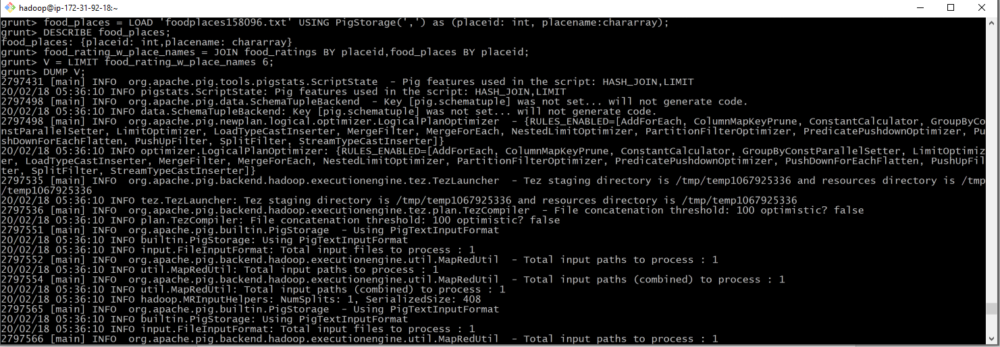 hadoop@ip-172-31-92-18:~
grunt> food_places = LOAD 'foodplaces158096.txt' USING PigStorage(',') as (placeid: int, placename:chararray);
grunt> DESCRIBE food_places;
food_places: {placeid: int,placename: chararray}
grunt> food_rating_w_place_names = JOIN food_ratings BY placeid,food_places BY placeid;
grunt> V = LIMIT food_rating_w_place_names 6;
grunt> DUMP V;
2797431 [main] INFO  org.apache.pig.tools.pigstats.ScriptState  - Pig features used in the script: HASH_JOIN,LIMIT
20/02/18 05:36:10 INFO pigstats.ScriptState: Pig features used in the script: HASH_JOIN,LIMIT
2797498 [main] INFO  org.apache.pig.data.SchemaTupleBackend  - Key [pig.schematuple] was not set... will not generate code.
20/02/18 05:36:10 INFO data.SchemaTupleBackend: Key [pig.schematuple] was not set... will not generate code.
2797498 [main] INFO  org.apache.pig.newplan.logical.optimizer.LogicalPlanOptimizer  - {RULES_ENABLED=[AddForEach, ColumnMapKeyPrune, ConstantCalculator, GroupByCo
nstParallelSetter, LimitOptimizer, LoadTypeCastInserter, MergeFilter, MergeForEach, NestedLimitOptimizer, PartitionFilterOptimizer, PredicatePushdownOptimizer, Pu
shDownForEachFlatten, PushUpFilter, SplitFilter, StreamTypeCastInserter]}
20/02/18 05:36:10 INFO optimizer.LogicalPlanOptimizer: {RULES_ENABLED=[AddForEach, ColumnMapKeyPrune, ConstantCalculator, GroupByConstParallelSetter, LimitOptimiz
er, LoadTypeCastInserter, MergeFilter, MergeForEach, NestedLimitOptimizer, PartitionFilterOptimizer, PredicatePushdownOptimizer, PushDownForEachFlatten, PushUpFil
ter, SplitFilter, StreamTypeCastInserter]}
2797535 [main] INFO  org.apache.pig.backend.hadoop.executionengine.tez.TezLauncher  - Tez staging directory is /tmp/temp1067925336 and resources directory is /tmp
/temp1067925336
20/02/18 05:36:10 INFO tez.TezLauncher: Tez staging directory is /tmp/temp1067925336 and resources directory is /tmp/temp1067925336
2797536 [main] INFO  org.apache.pig.backend.hadoop.executionengine.tez.plan.TezCompiler  - File concatenation threshold: 100 optimistic? false
20/02/18 05:36:10 INFO plan.TezCompiler: File concatenation threshold: 100 optimistic? false
2797551 [main] INFO  org.apache.pig.builtin.PigStorage  - Using PigTextInputFormat
20/02/18 05:36:10 INFO builtin.PigStorage: Using PigTextInputFormat
20/02/18 05:36:10 INFO input.FileInputFormat: Total input files to process : 1
2797552 [main] INFO  org.apache.pig.backend.hadoop.executionengine.util.MapRedUtil  - Total input paths to process : 1
20/02/18 05:36:10 INFO util.MapRedUtil: Total input paths to process : 1
2797554 [main] INFO  org.apache.pig.backend.hadoop.executionengine.util.MapRedUtil  - Total input paths (combined) to process : 1
20/02/18 05:36:10 INFO util.MapRedUtil: Total input paths (combined) to process : 1
20/02/18 05:36:10 INFO hadoop.MRInputHelpers: NumSplits: 1, SerializedSize: 408
2797565 [main] INFO  org.apache.pig.builtin.PigStorage  - Using PigTextInputFormat
20/02/18 05:36:10 INFO builtin.PigStorage: Using PigTextInputFormat
20/02/18 05:36:10 INFO input.FileInputFormat: Total input files to process : 1
2797566 [main] INFO  org.apache.pig.backend.hadoop.executionengine.util.MapRedUtil  - Total input paths to process : 1